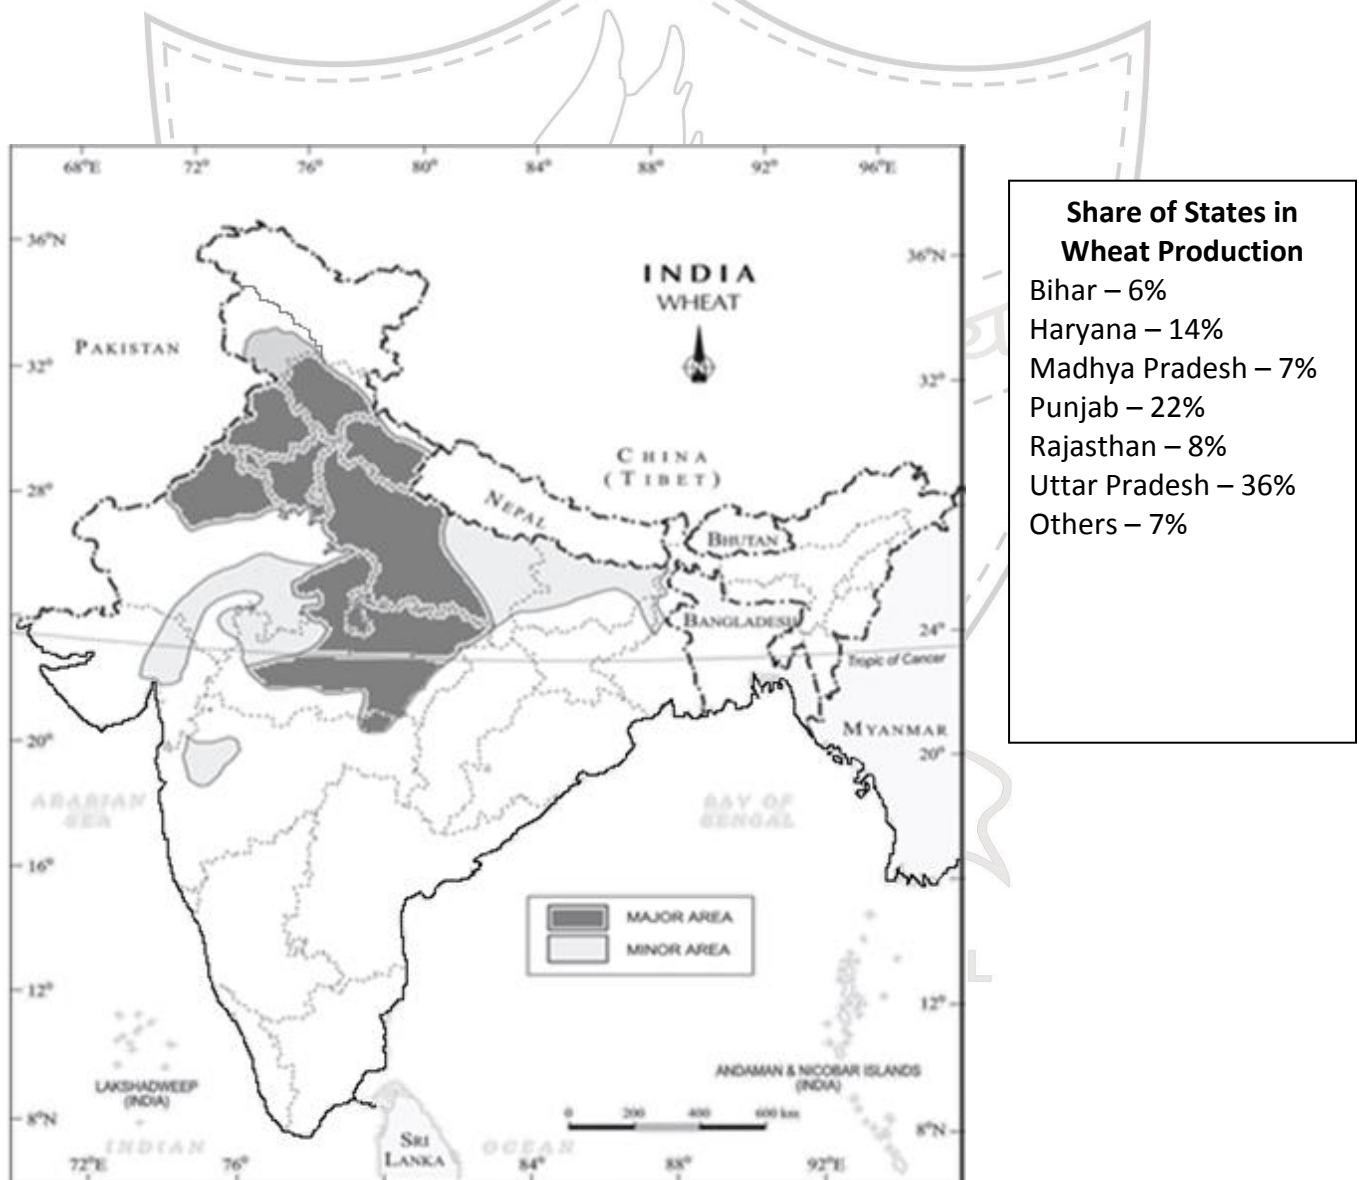 68°E 72° 76° 80° 84° 88° 92° 96°E
36°N
36°N
INDIA
WHEAT
N
PAKISTAN
32°
32°
CHINA
(TIBET)
28°
NEPAL
BHUTAN
BANGLADESH
24°
Tropic of Cancer
MYANMAR
20°
20°
ARABIAN
SEA
BAY OF
BENGAL
16°
MAJOR AREA
MINOR AREA
L
12°
12°
LAKSHADWEEP
(INDIA)
ANDAMAN & NICOBAR ISLANDS
(INDIA)
0 200 400 600 km
8°N
8°N
INDIAN
OCEAN
SRI
LANKA
72°E 76° 84° 88° 92°E
Share of States in
Wheat Production
Bihar – 6%
Haryana – 14%
Madhya Pradesh – 7%
Punjab – 22%
Rajasthan – 8%
Uttar Pradesh – 36%
Others – 7%